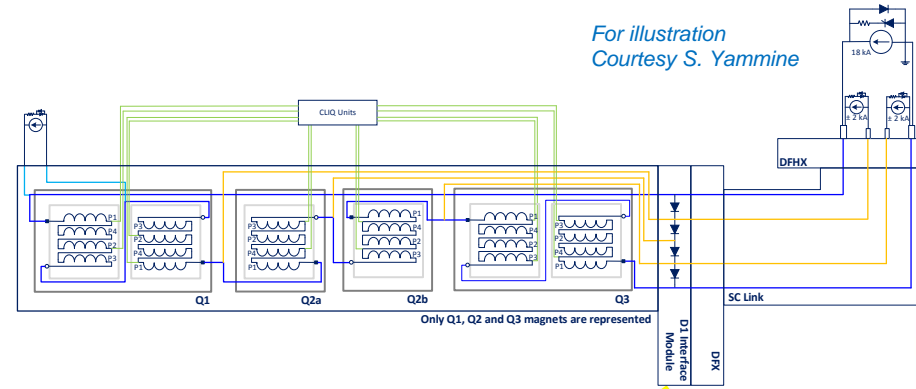 For illustration
Courtesy S. Yammine
18 kA
± 2 kA
± 2 kA
CLIQ Units
DFHX
P1
P4
P2
P3
P3
P2
P4
P1
P3
P2
P4
P1
P1
P4
P2
P3
P1
P4
P2
P3
P3
P2
P4
P1
Q1
Q2a
Q2b
Q3
SC Link
Only Q1, Q2 and Q3 magnets are represented
D1 Interface
Module
DFX